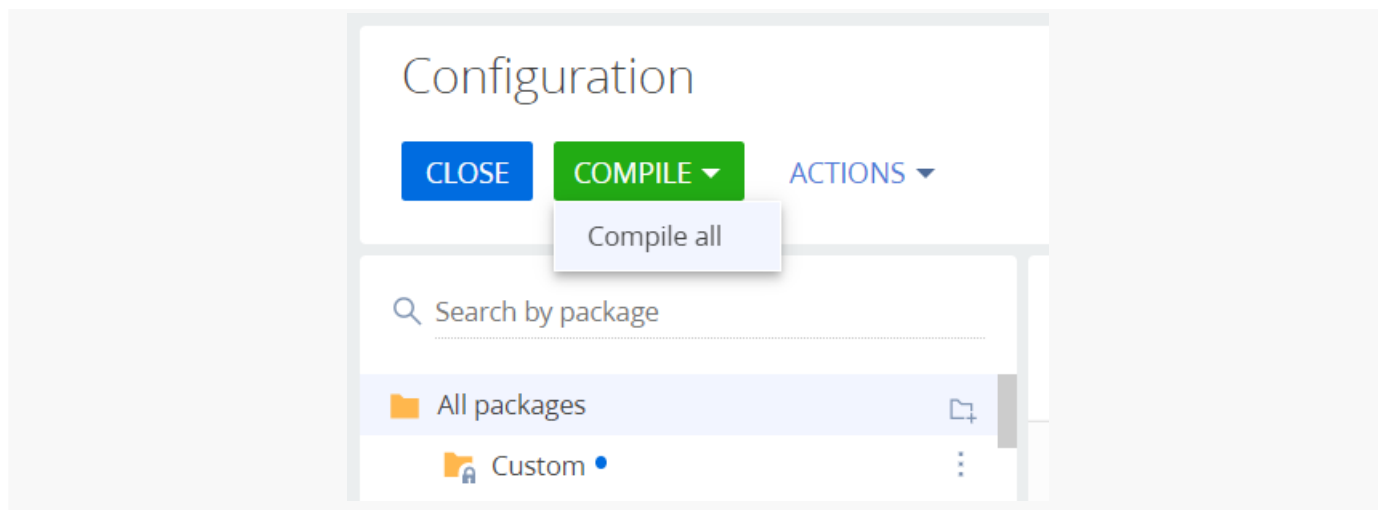 Configuration
CLOSE COMPILE ACTIONS
Compile all
Search by package
All packages
Custom